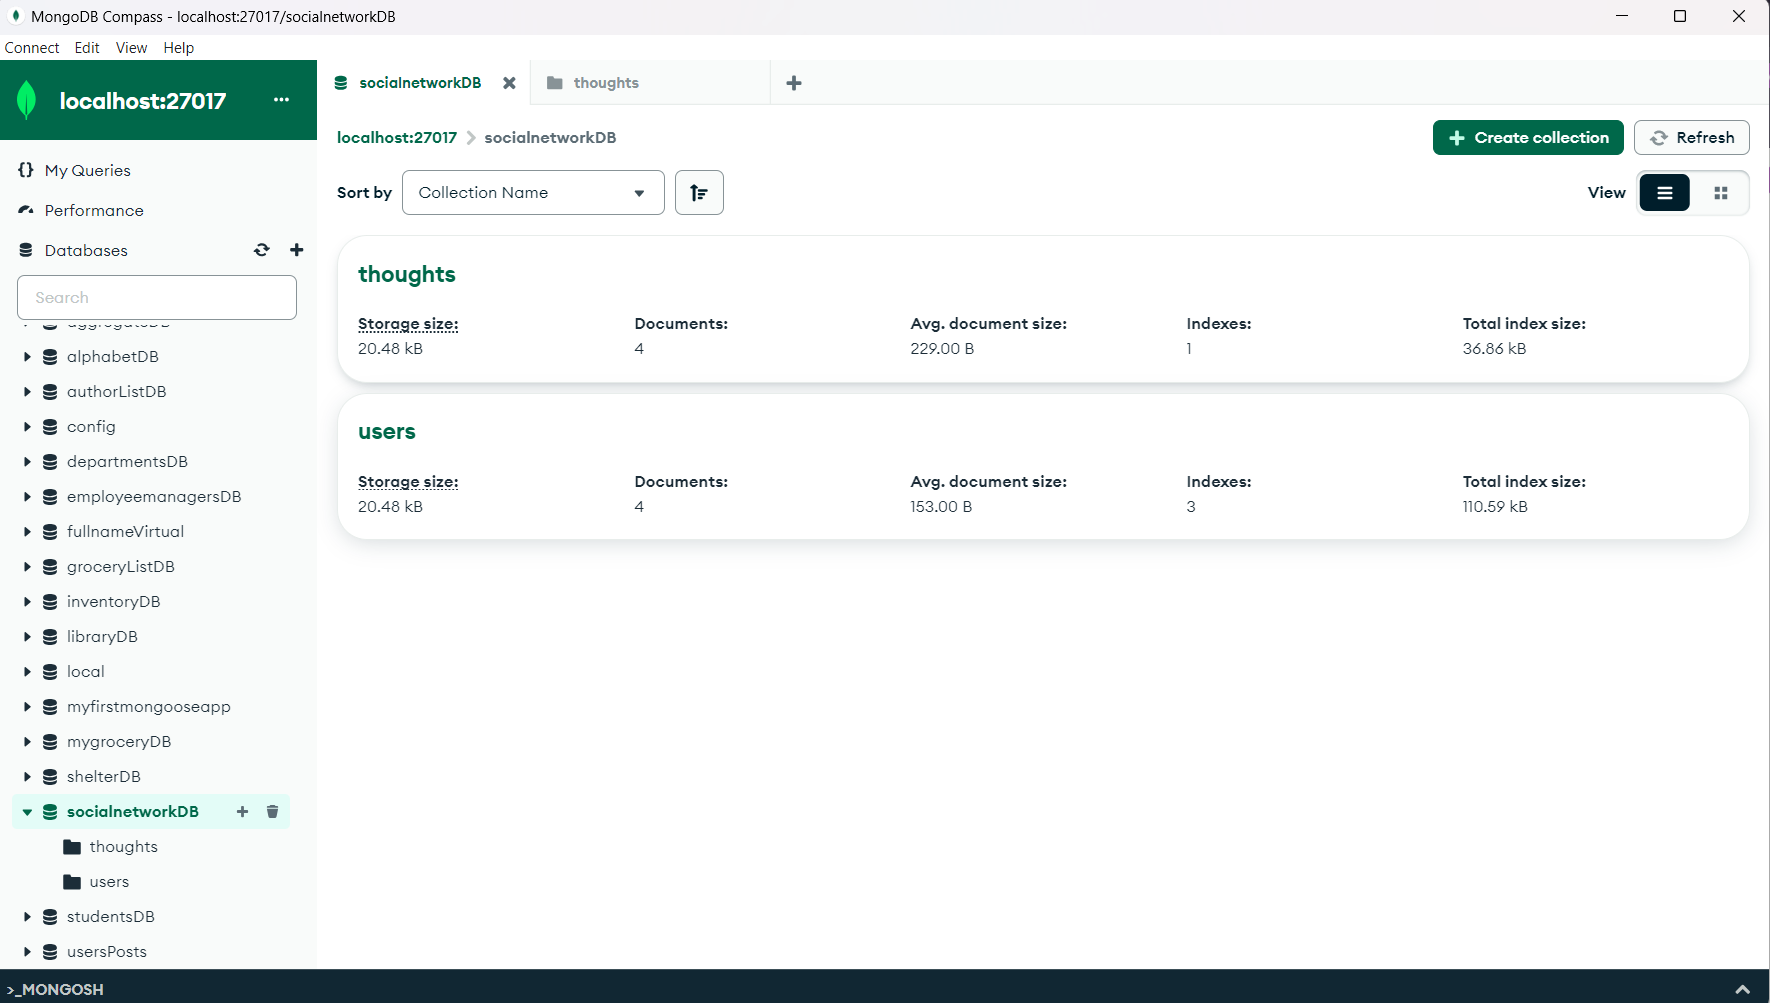 MongoDB Compass - localhost:27017/socialnetworkDB
Connect Edit View Help
localhost:27017 ...
socialnetworkDB
thoughts
My Queries
Performance
Databases
Search
aggregateDB
alphabetDB
authorListDB
config
departmentsDB
employeemanagersDB
fullnameVirtual
groceryListDB
inventoryDB
libraryDB
local
myfirstmongooseapp
mygroceryDB
shelterDB
socialnetworkDB
thoughts
users
studentsDB
usersPosts
localhost:27017 > socialnetworkDB
Create collection
Refresh
Sort by Collection Name
View
thoughts
Storage size: Documents: Avg. document size: Indexes: Total index size:
20.48 kB 4 229.00 B 1 36.86 kB
users
Storage size: Documents: Avg. document size: Indexes: Total index size:
20.48 kB 4 153.00 B 3 110.59 kB
>_MONGOSH